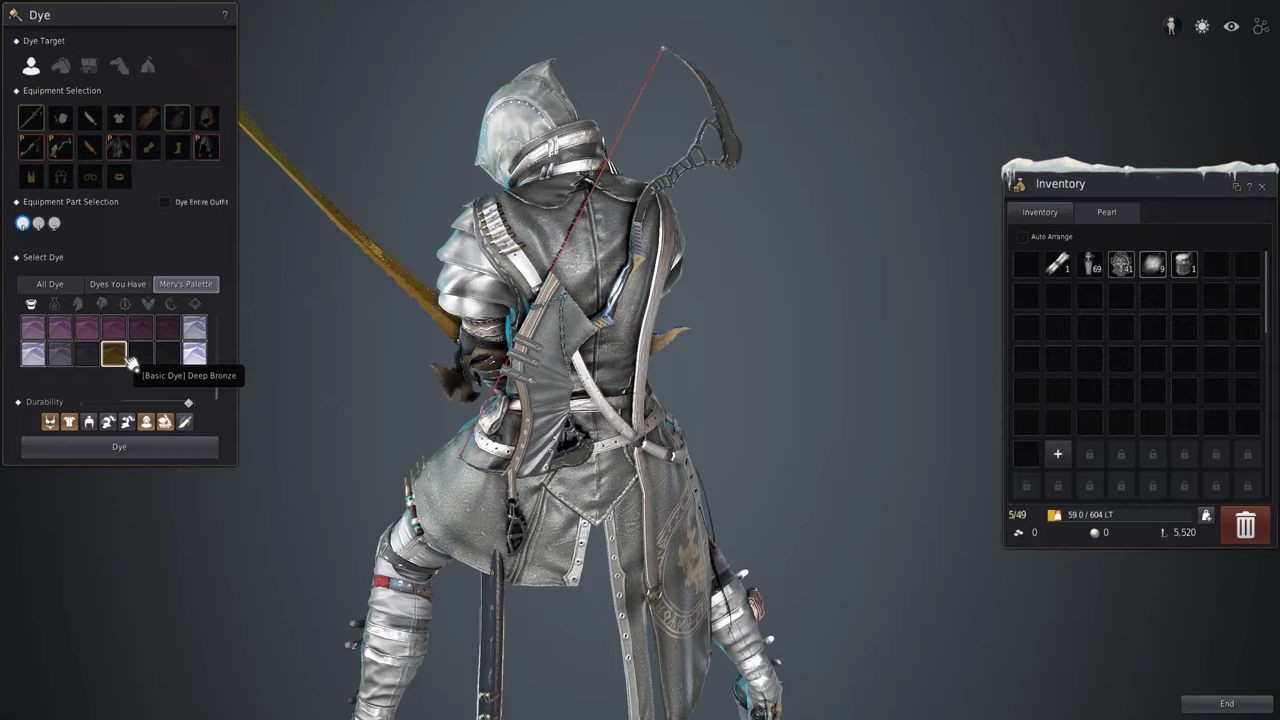 Dye
?
Dye Target
Equipment Selection
P P P P
Equipment Part Selection
Dye Entire Outfit
Select Dye
All Dye
Dyes You Have
Merv's Palette
[Basic Dye] Deep Bronze
Durability
Dye
Inventory
?
Inventory
Pearl
Auto Arrange
1
69
41
9
1
+
5/49
59.0 / 604 LT
0
0
5,520
End